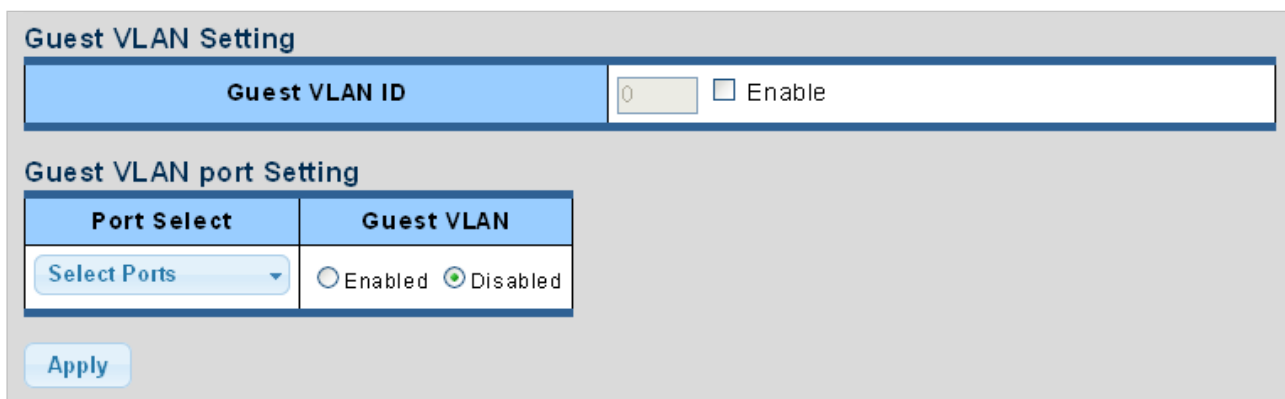 Guest VLAN Setting
Guest VLAN ID 0 Enable
Guest VLAN port Setting
Port Select Guest VLAN
Select Ports Enabled Disabled
Apply